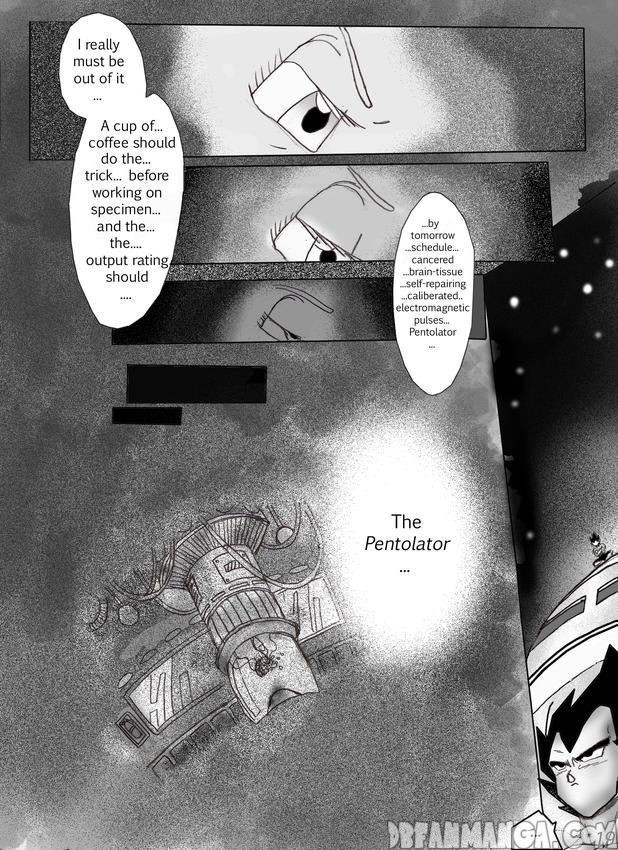 I really
must be
out of it
...
A cup of...
coffee should
do the...
trick... before
working on
specimen...
and the...
the....
output rating
should
....
...by
tomorrow
...schedule...
cancered
...brain-tissue
...self-repairing
...caliberated..
electromagnetic
pulses...
Pentolator
...
The
Pentolator
...
...
DBFANMANGA.COM